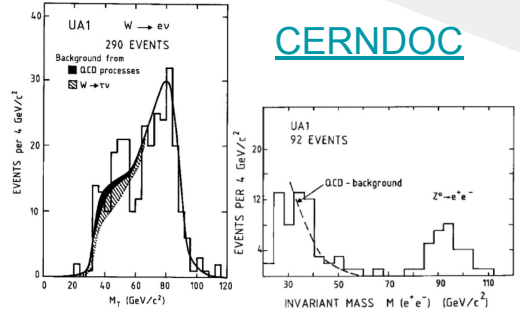 UA1 W → eν
290 EVENTS
Background from
QCD processes
W → τν
EVENTS per 4 GeV/c²
40
30
20
10
0
0 20 40 60 80 100 120
M_T (GeV/c²)
CERNDOC
UA1
92 EVENTS
QCD - background
Z⁰→e⁺e⁻
EVENTS PER 4 GeV/c²
20
12
4
30 50 70 90 110
INVARIANT MASS M (e⁺e⁻) (GeV/c²)